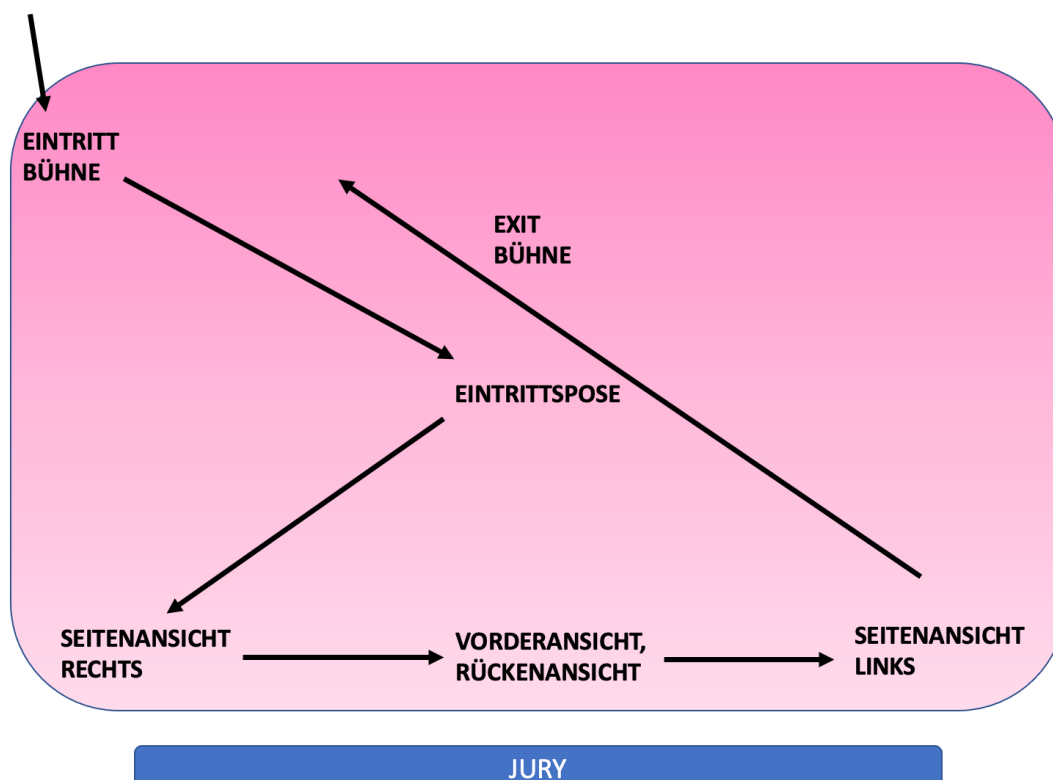 EINTRITT
BÜHNE
EXIT
BÜHNE
EINTRITTSPOSE
SEITENANSICHT
RECHTS
VORDERANSICHT,
RÜCKENANSICHT
SEITENANSICHT
LINKS
JURY